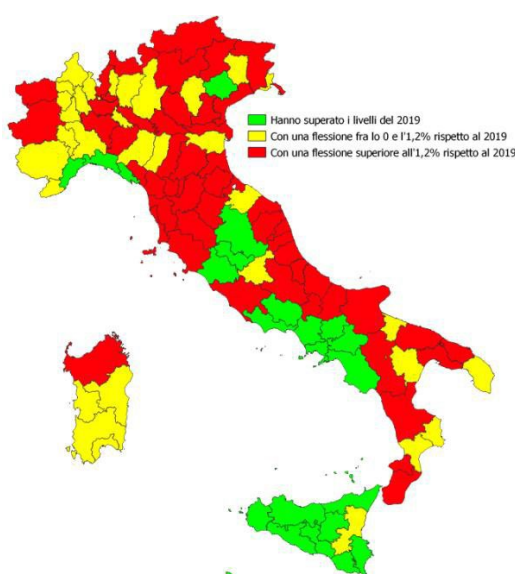 Hanno superato i livelli del 2019
Con una flessione fra lo 0 e l'1,2% rispetto al 2019
Con una flessione superiore all'1,2% rispetto al 2019